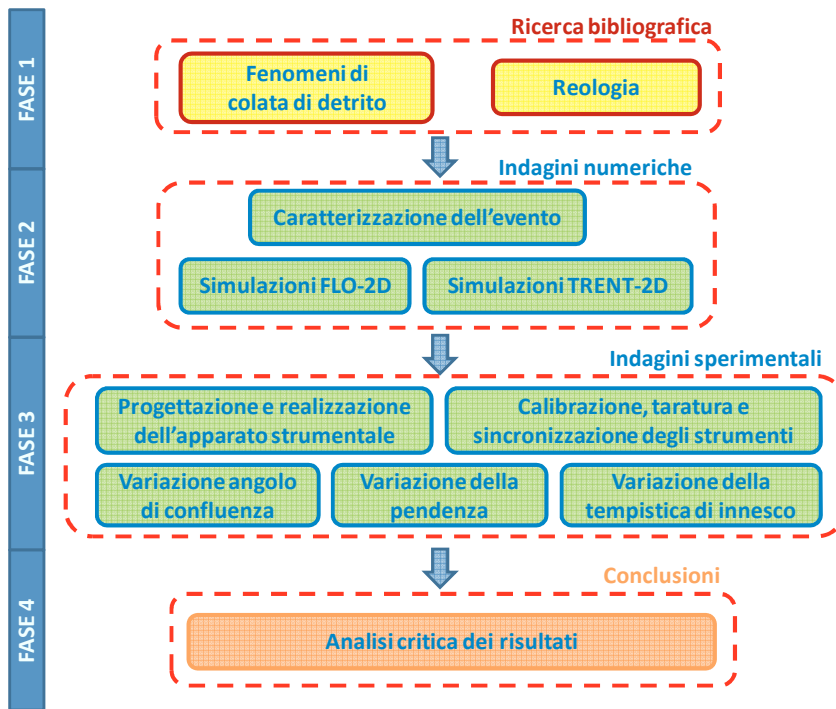 FASE 1
Ricerca bibliografica
Fenomeni di
colata di detrito
Reologia
FASE 2
Indagini numeriche
Caratterizzazione dell’evento
Simulazioni FLO-2D
Simulazioni TRENT-2D
FASE 3
Indagini sperimentali
Progettazione e realizzazione
dell’apparato strumentale
Calibrazione, taratura e
sincronizzazione degli strumenti
Variazione angolo
di confluenza
Variazione della
pendenza
Variazione della
tempistica di innesco
FASE 4
Conclusioni
Analisi critica dei risultati